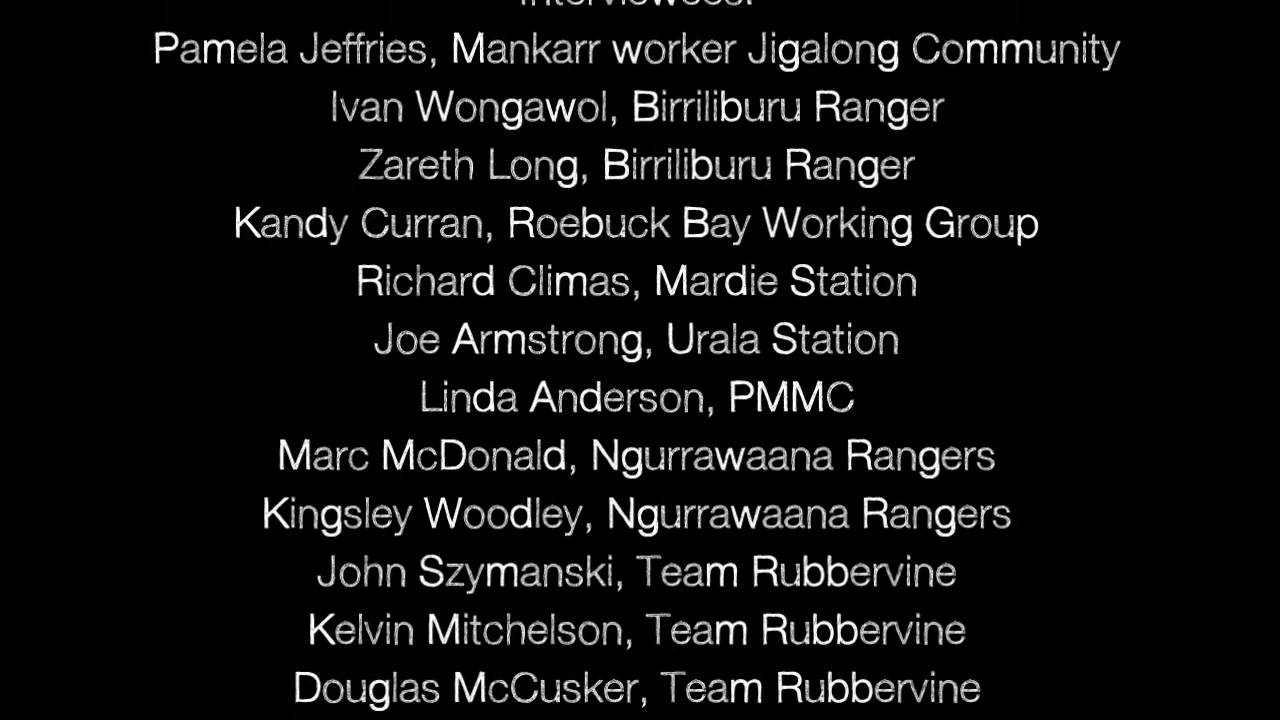 Interviewees:
Pamela Jeffries, Mankarr worker Jigalong Community
Ivan Wongawol, Birriliburu Ranger
Zareth Long, Birriliburu Ranger
Kandy Curran, Roebuck Bay Working Group
Richard Climas, Mardie Station
Joe Armstrong, Urala Station
Linda Anderson, PMMC
Marc McDonald, Ngurrawaana Rangers
Kingsley Woodley, Ngurrawaana Rangers
John Szymanski, Team Rubbervine
Kelvin Mitchelson, Team Rubbervine
Douglas McCusker, Team Rubbervine